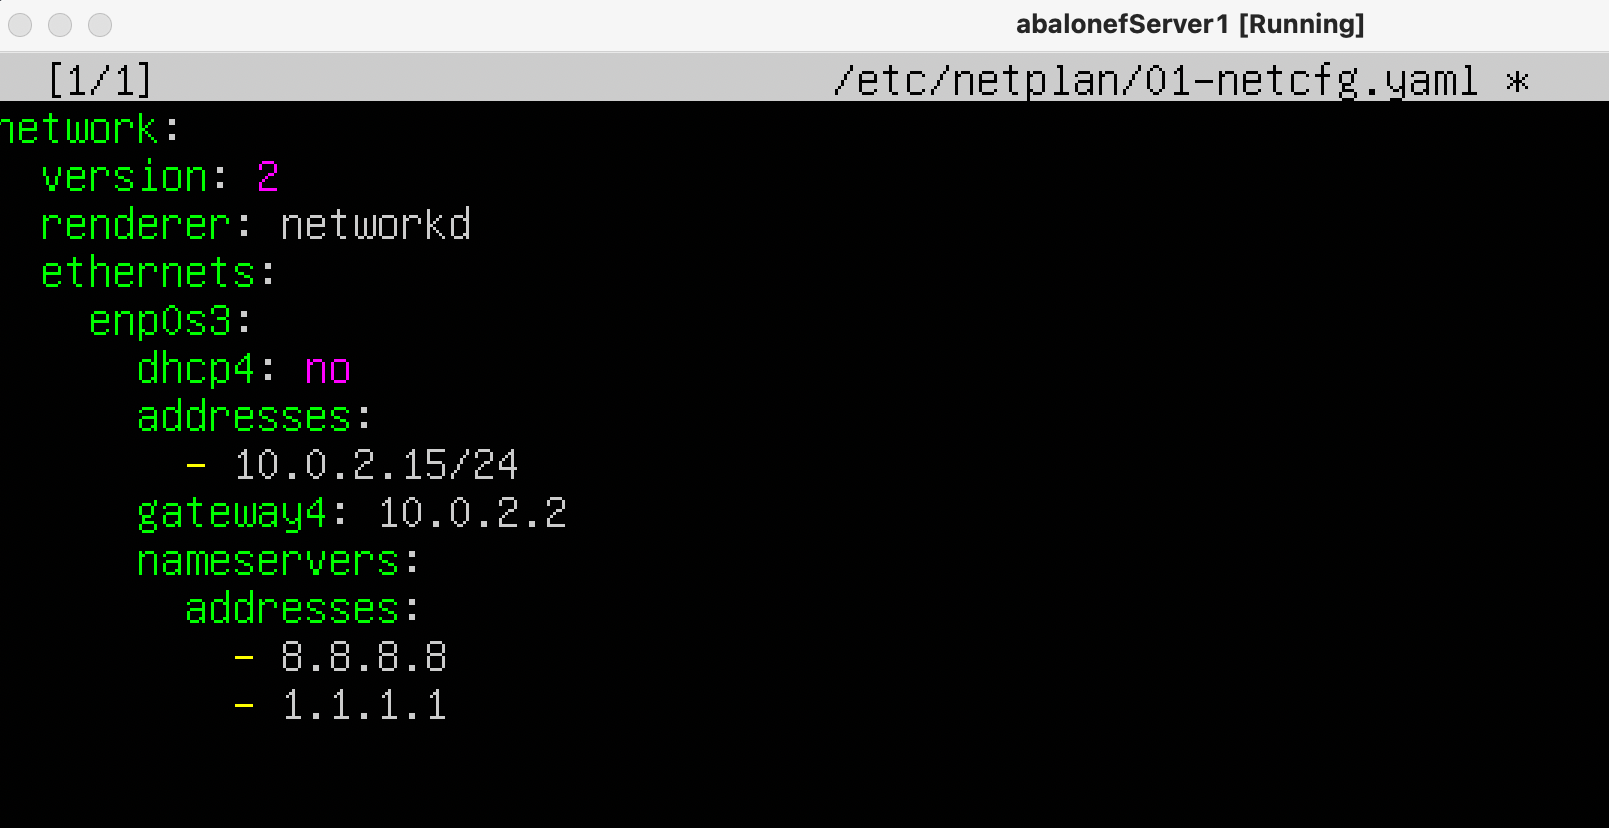 abalonefServer1 [Running]
[1/1] /etc/netplan/01-netcfg.yaml *
network:
  version: 2
  renderer: networkd
  ethernets:
    enp0s3:
      dhcp4: no
      addresses:
        - 10.0.2.15/24
      gateway4: 10.0.2.2
      nameservers:
        addresses:
          - 8.8.8.8
          - 1.1.1.1